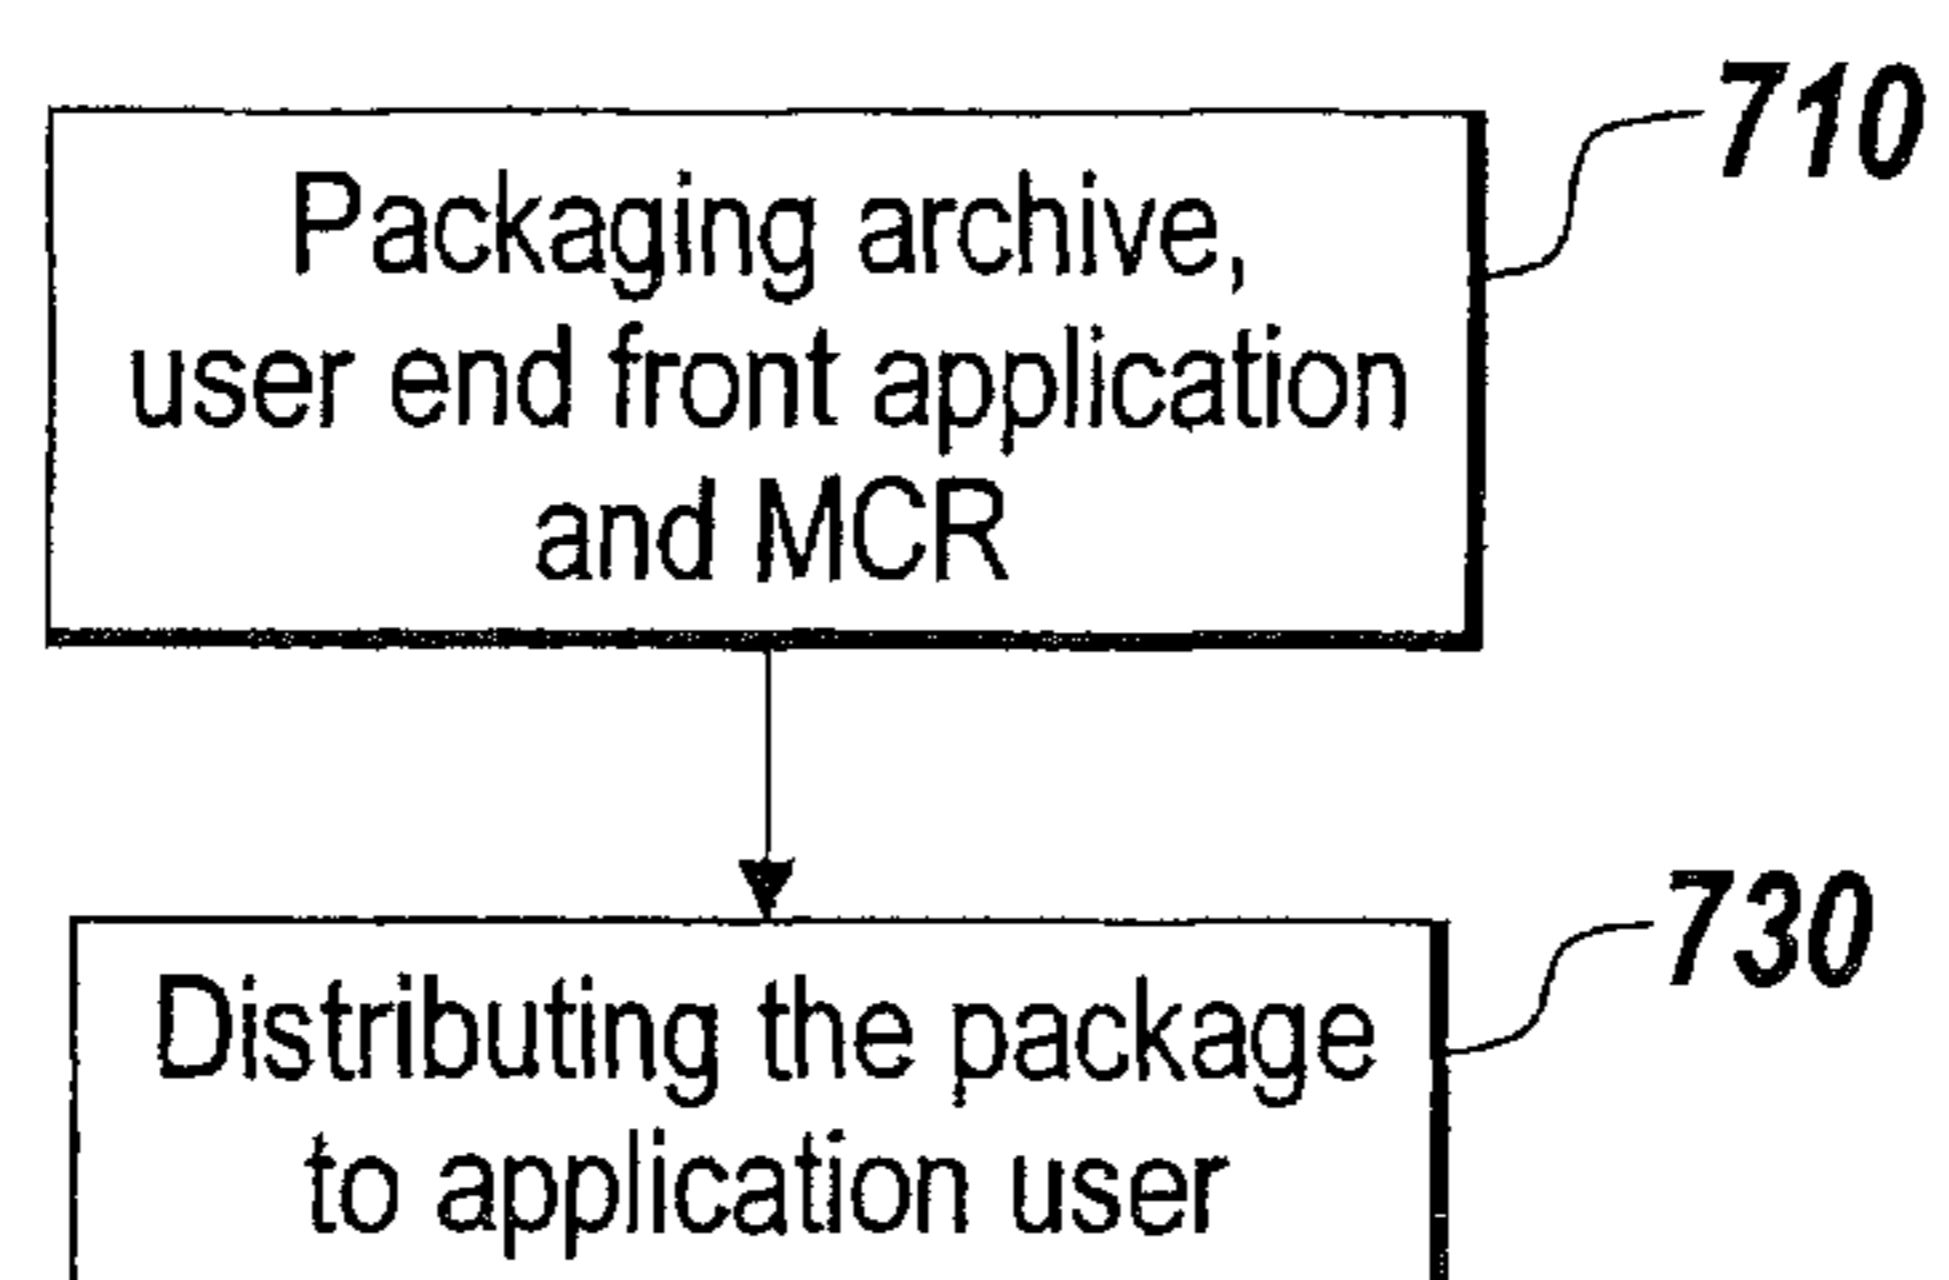 710
Packaging archive,
user end front application
and MCR
730
Distributing the package
to application user